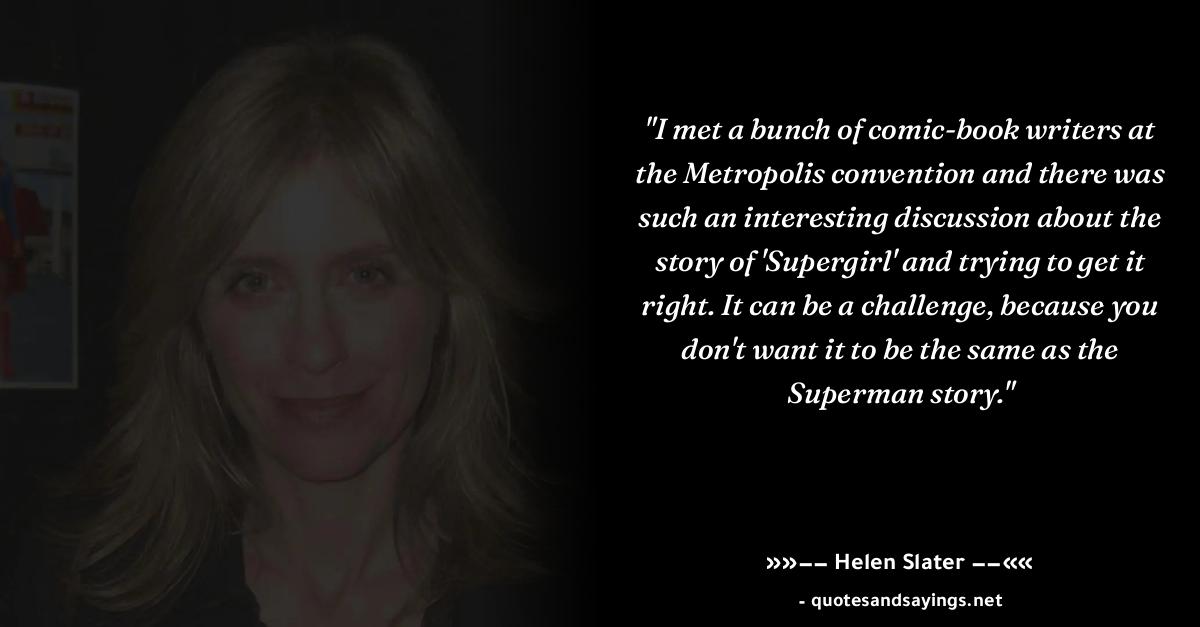 "I met a bunch of comic-book writers at
the Metropolis convention and there was
such an interesting discussion about the
story of 'Supergirl' and trying to get it
right. It can be a challenge, because you
don't want it to be the same as the
Superman story."
»»–– Helen Slater ––««
- quotesandsayings.net